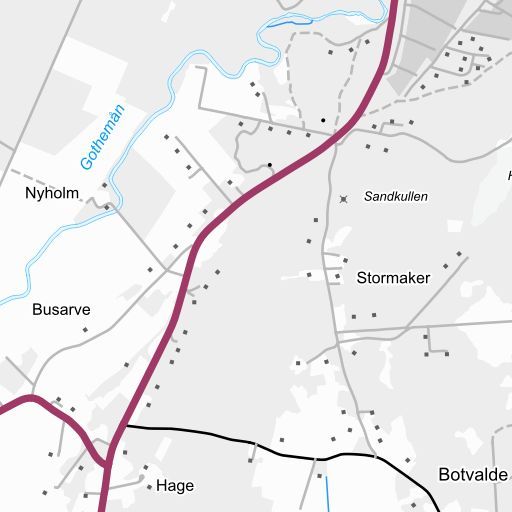 Gothemån
Nyholm
Sandkullen
H
Stormaker
Busarve
Hage
Botvalde